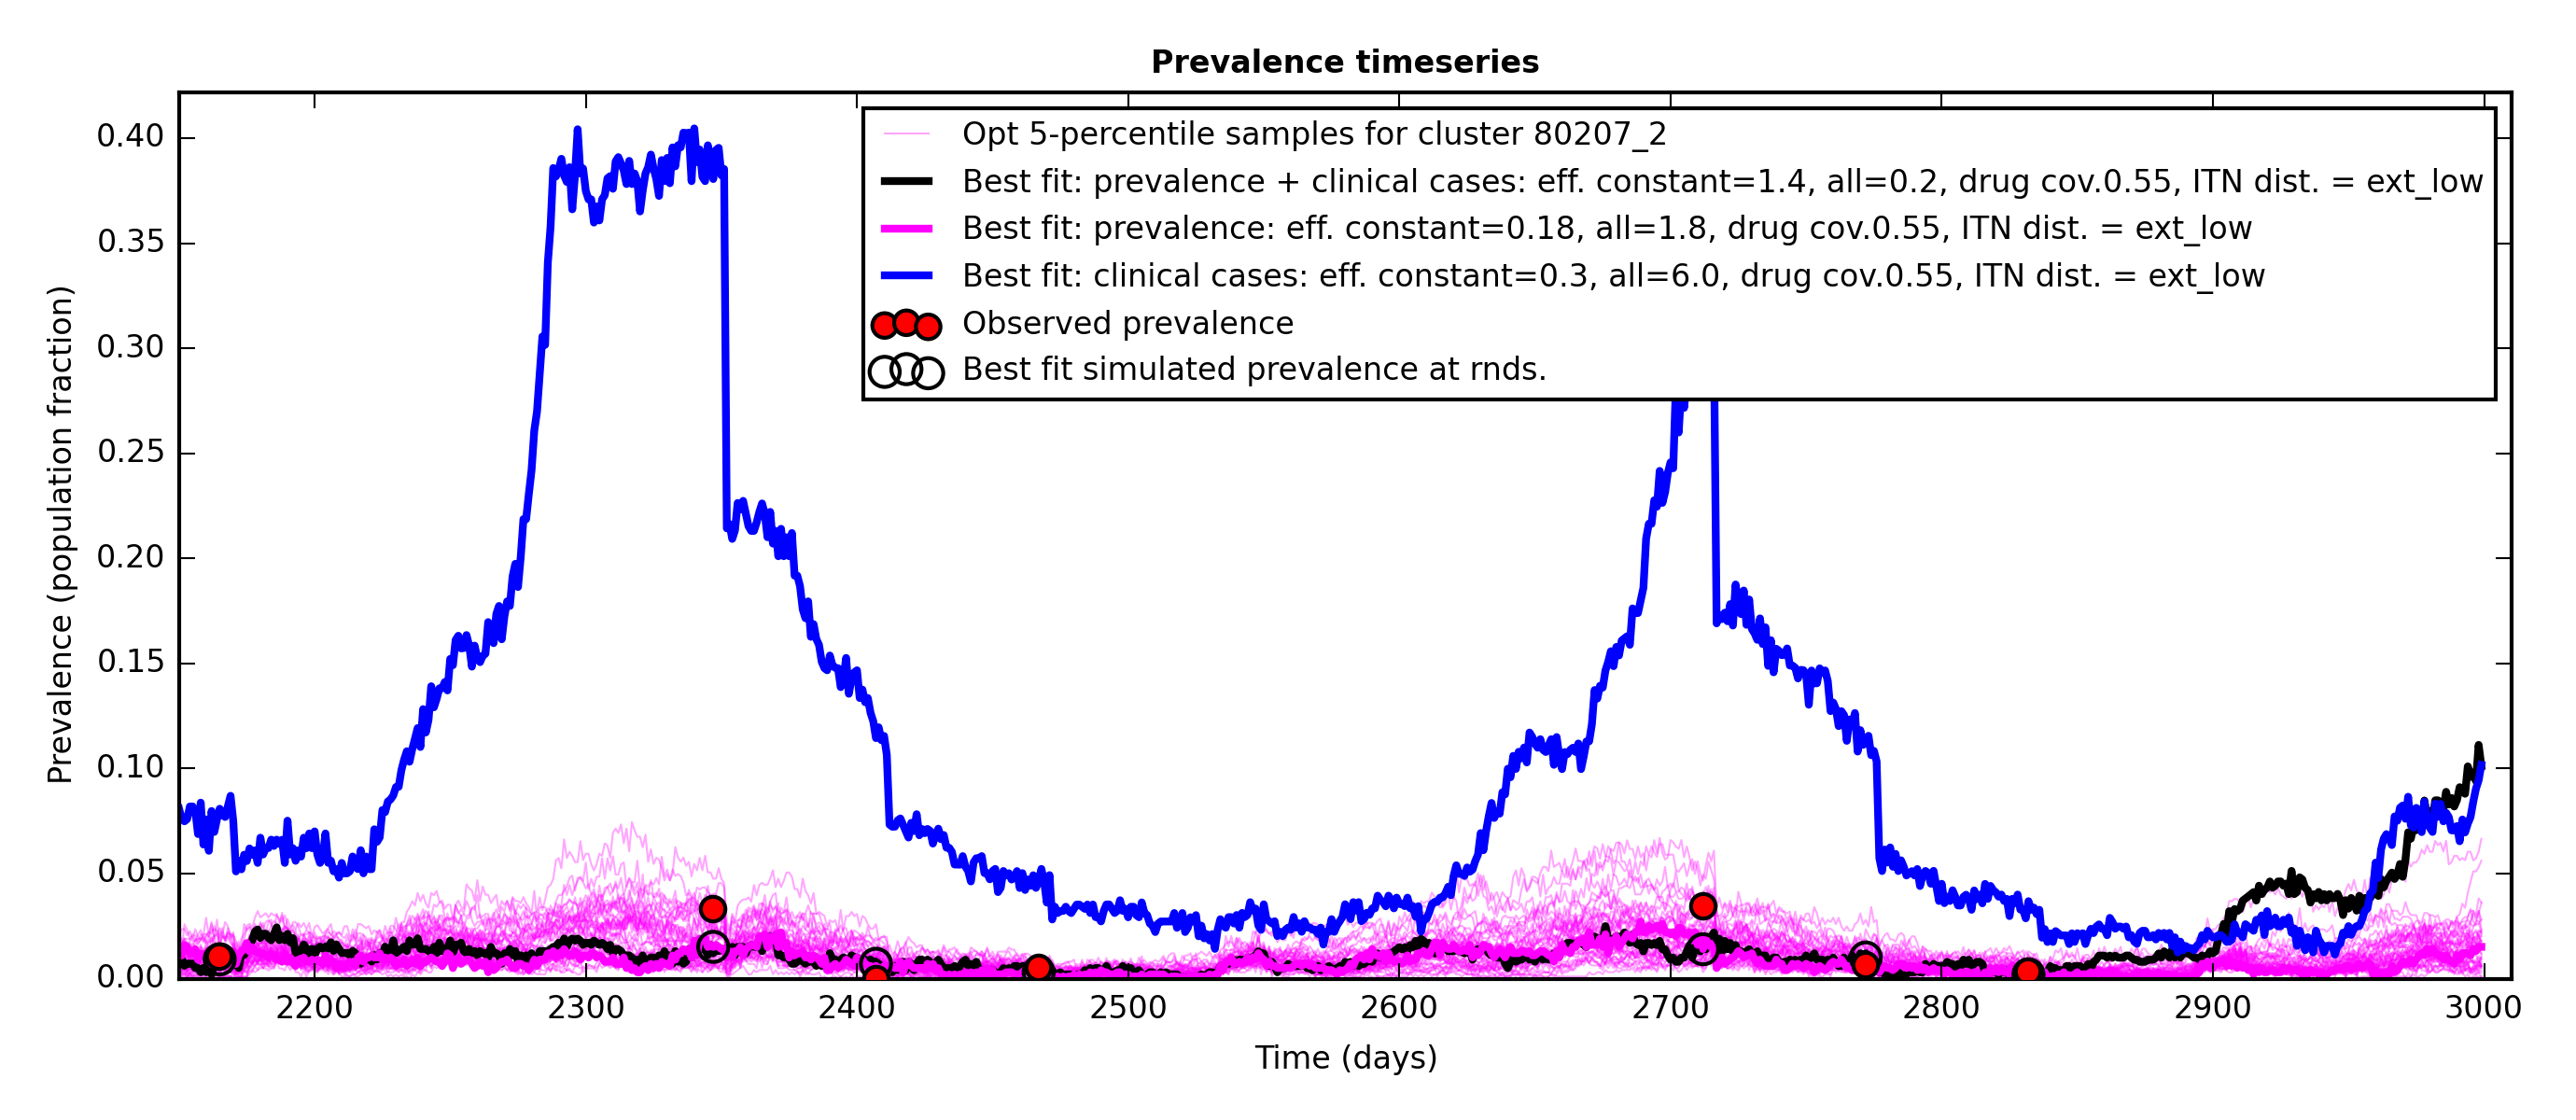 Prevalence timeseries
Opt 5-percentile samples for cluster 80207_2
Best fit: prevalence + clinical cases: eff. constant=1.4, all=0.2, drug cov.0.55, ITN dist. = ext_low
Best fit: prevalence: eff. constant=0.18, all=1.8, drug cov.0.55, ITN dist. = ext_low
Best fit: clinical cases: eff. constant=0.3, all=6.0, drug cov.0.55, ITN dist. = ext_low
Observed prevalence
Best fit simulated prevalence at rnds.
Prevalence (population fraction)
0.40
0.35
0.30
0.25
0.20
0.15
0.10
0.05
0.00
2200 2300 2400 2500 2600 2700 2800 2900 3000
Time (days)